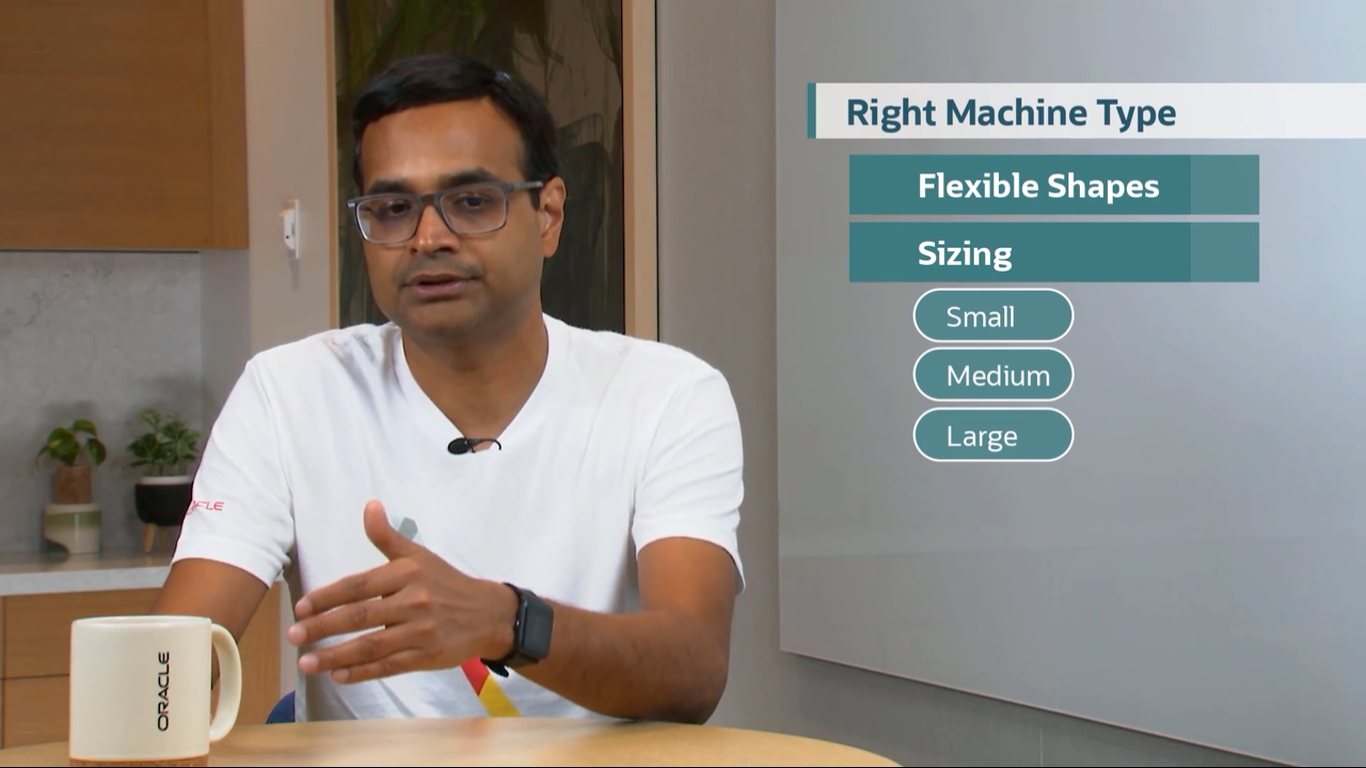 Right Machine Type
Flexible Shapes
Sizing
Small
Medium
Large
ORACLE